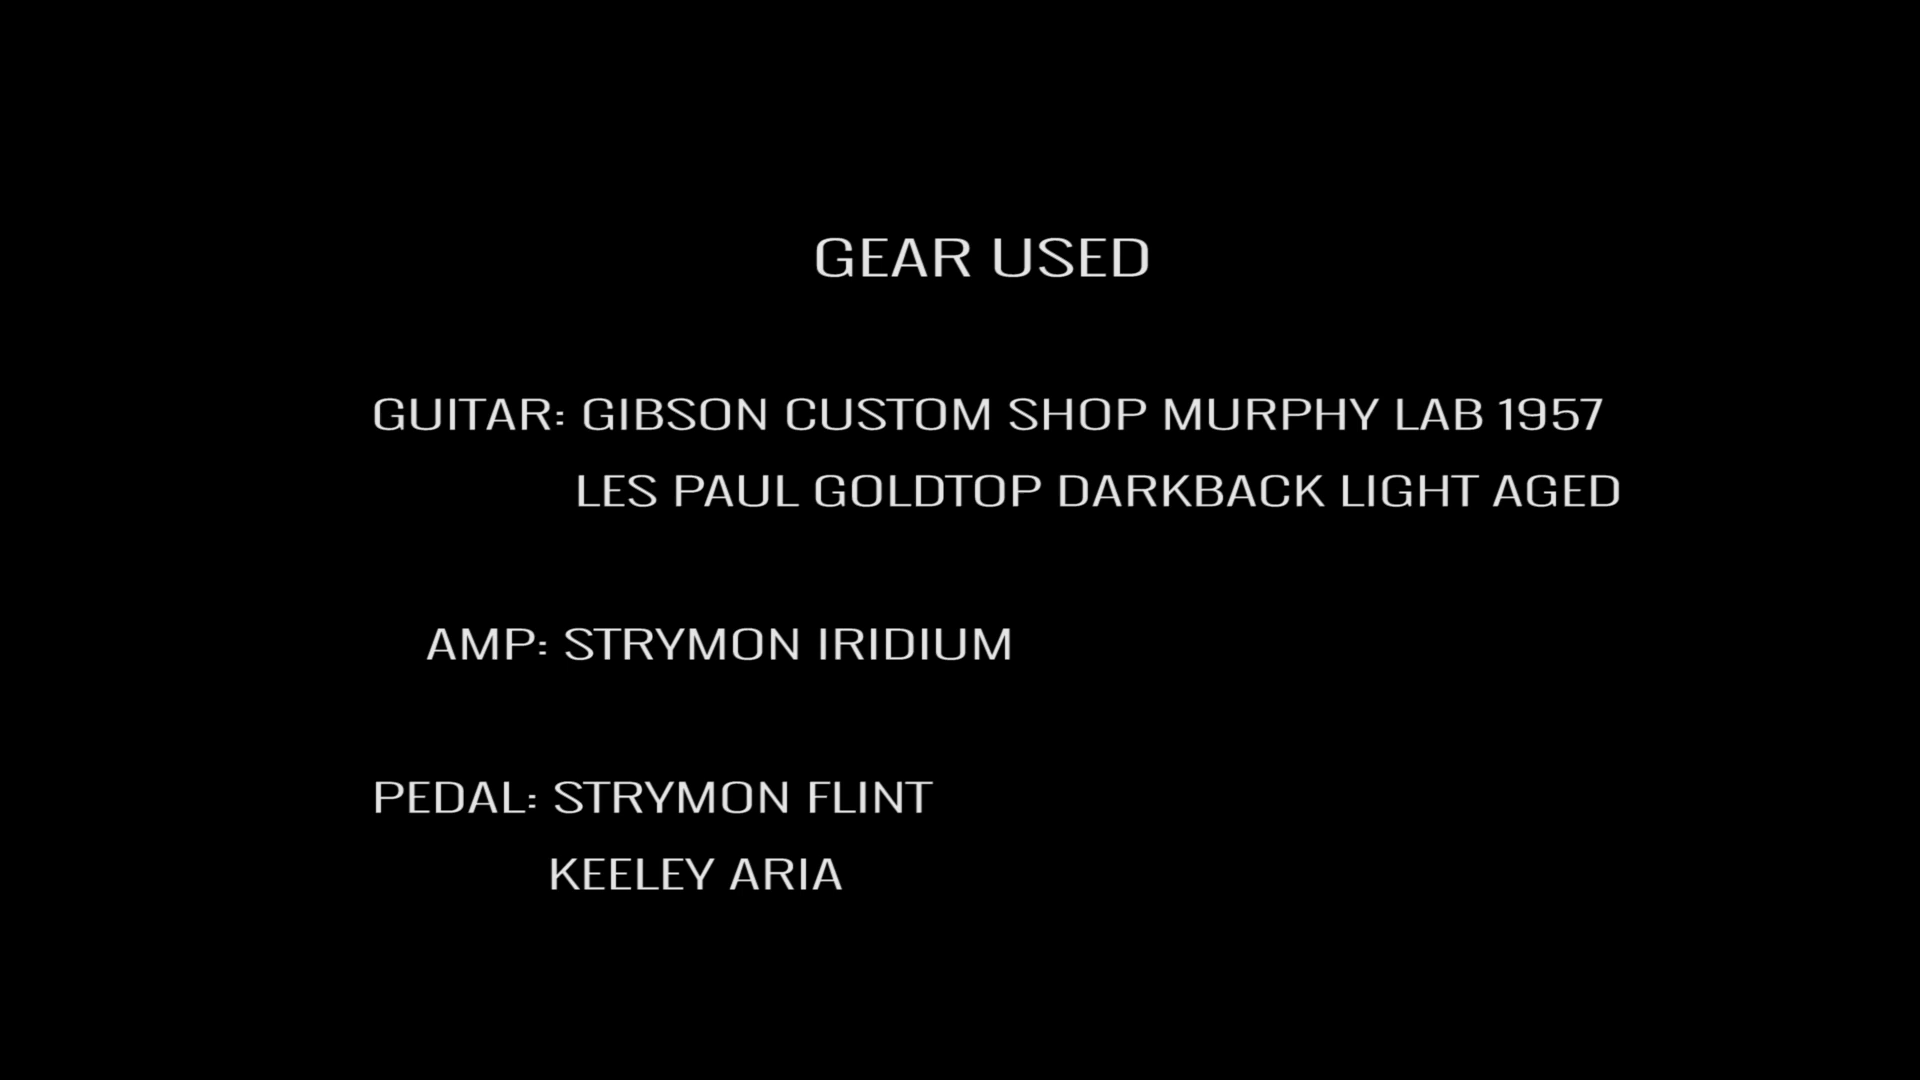 GEAR USED
GUITAR: GIBSON CUSTOM SHOP MURPHY LAB 1957
LES PAUL GOLDTOP DARKBACK LIGHT AGED
AMP: STRYMON IRIDIUM
PEDAL: STRYMON FLINT
KEELEY ARIA